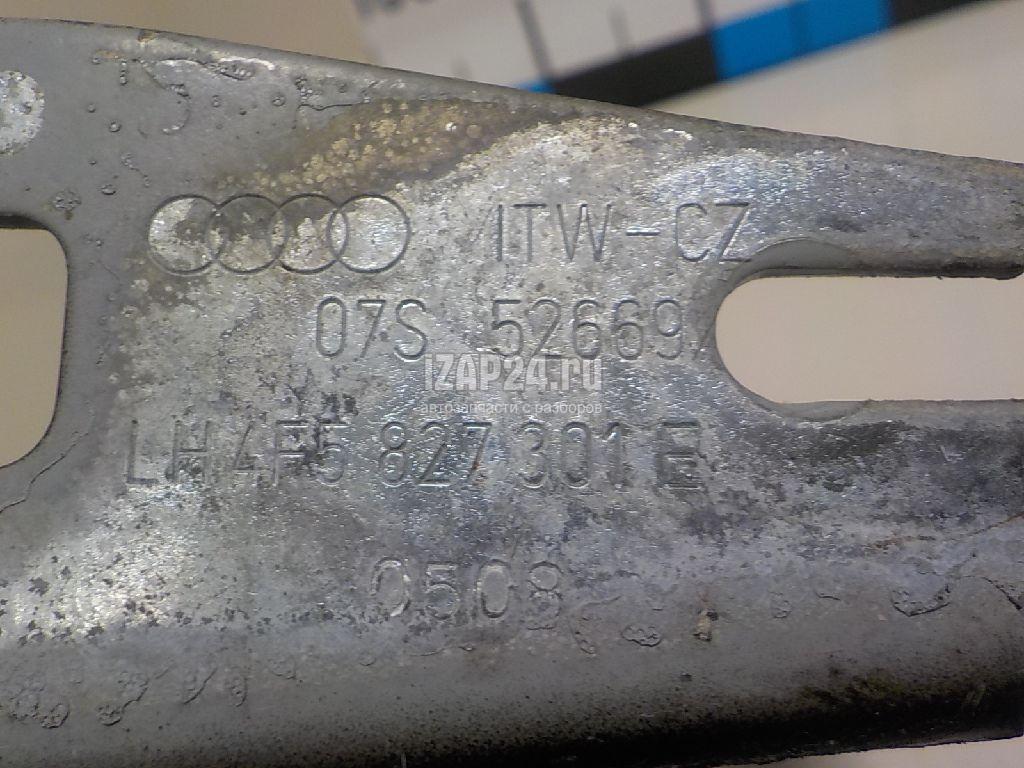 ITW-CZ
07S 52669
IZAP24.ru
автозапчасти с разборов
LH 4F5 827 301 E
0508